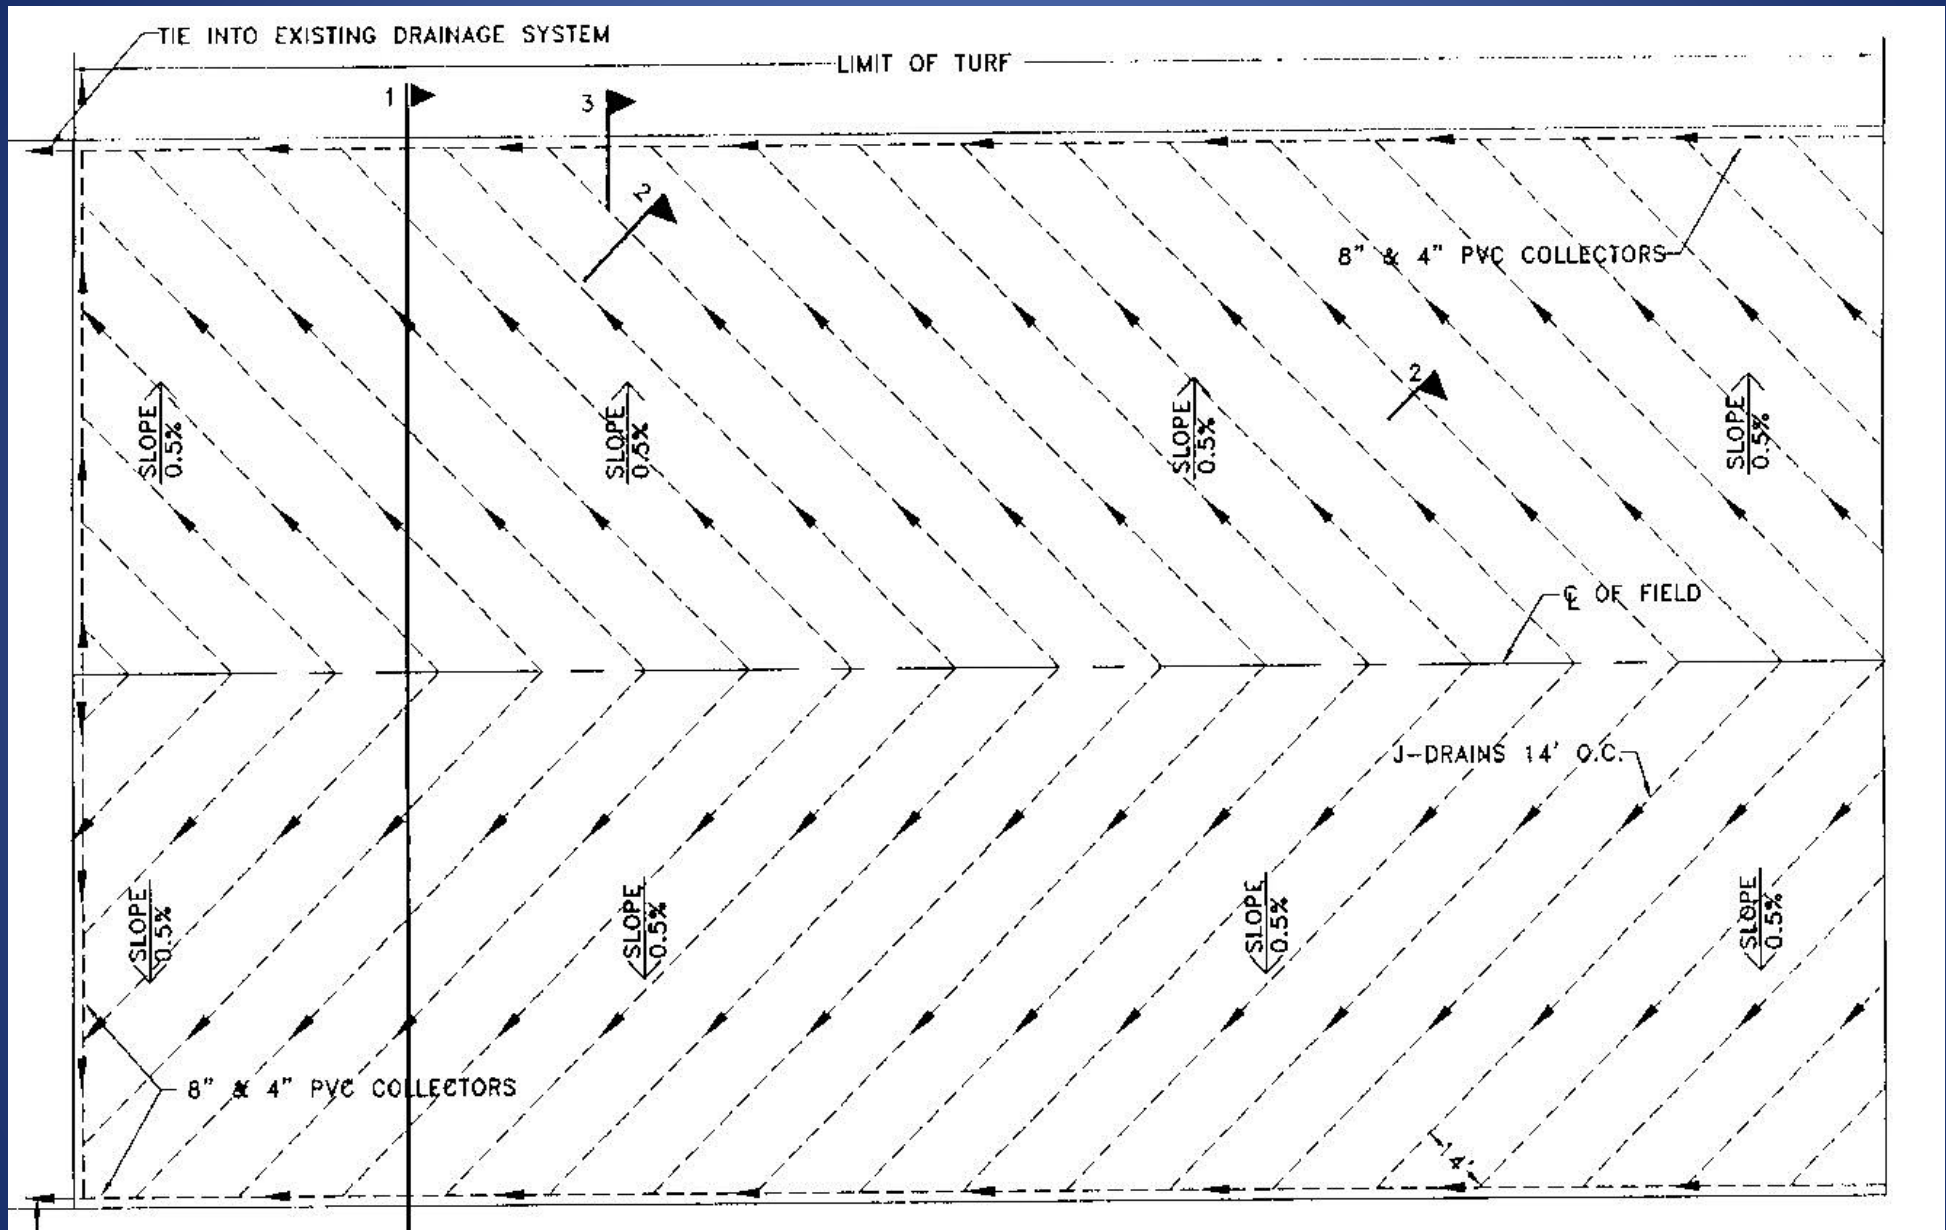 TIE INTO EXISTING DRAINAGE SYSTEM
LIMIT OF TURF
1
3
2
8" & 4" PVC COLLECTORS
2
SLOPE
0.5%
SLOPE
0.5%
SLOPE
0.5%
SLOPE
0.5%
℄ OF FIELD
J-DRAINS 14' O.C.
SLOPE
0.5%
SLOPE
0.5%
SLOPE
0.5%
SLOPE
0.5%
8" & 4" PVC COLLECTORS
14'